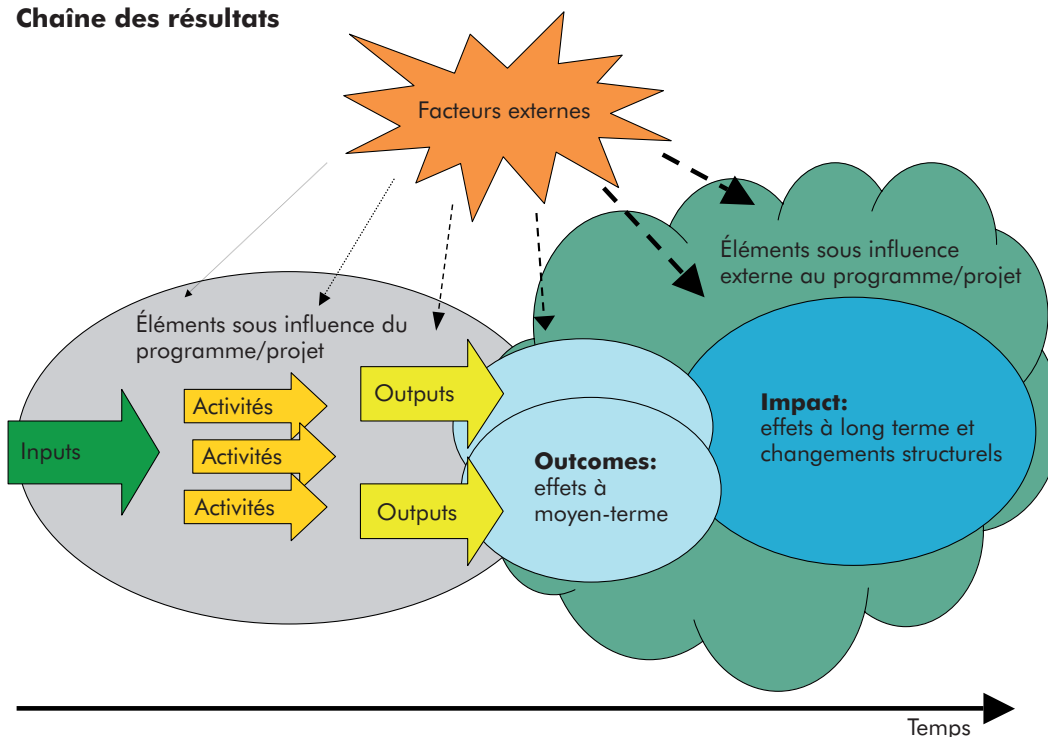 Chaîne des résultats
Facteurs externes
Éléments sous influence
externe au programme/projet
Éléments sous influence du
programme/projet
Inputs
Activités
Activités
Activités
Outputs
Outputs
Outcomes:
effets à
moyen-terme
Impact:
effets à long terme et
changements structurels
Temps